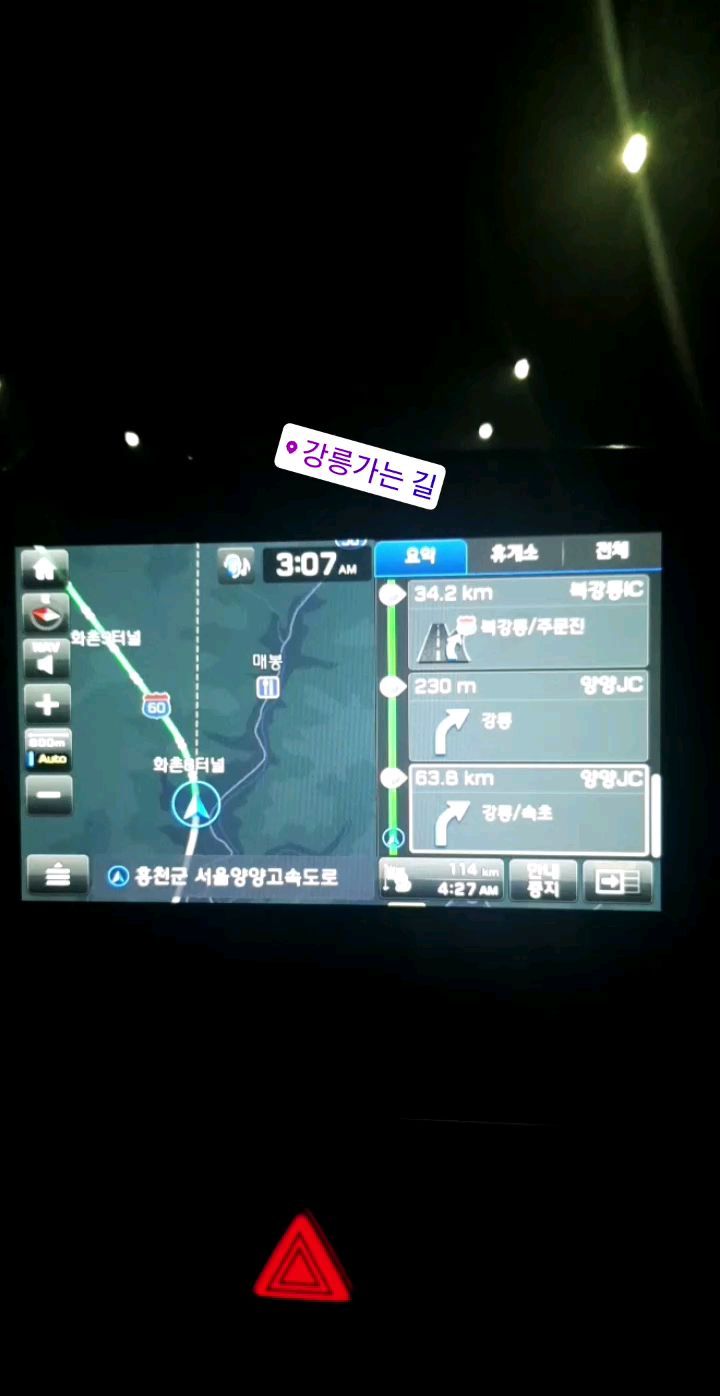 강릉가는 길
3:07 AM
요약 휴게소 전체
34.2 km 북강릉IC
북강릉/주문진
230 m 양양JC
강릉
63.8 km 양양JC
강릉/속초
114 km
4:27 AM
안내
중지
NAV
800m
Auto
화촌9터널
60
매봉
화촌8터널
홍천군 서울양양고속도로